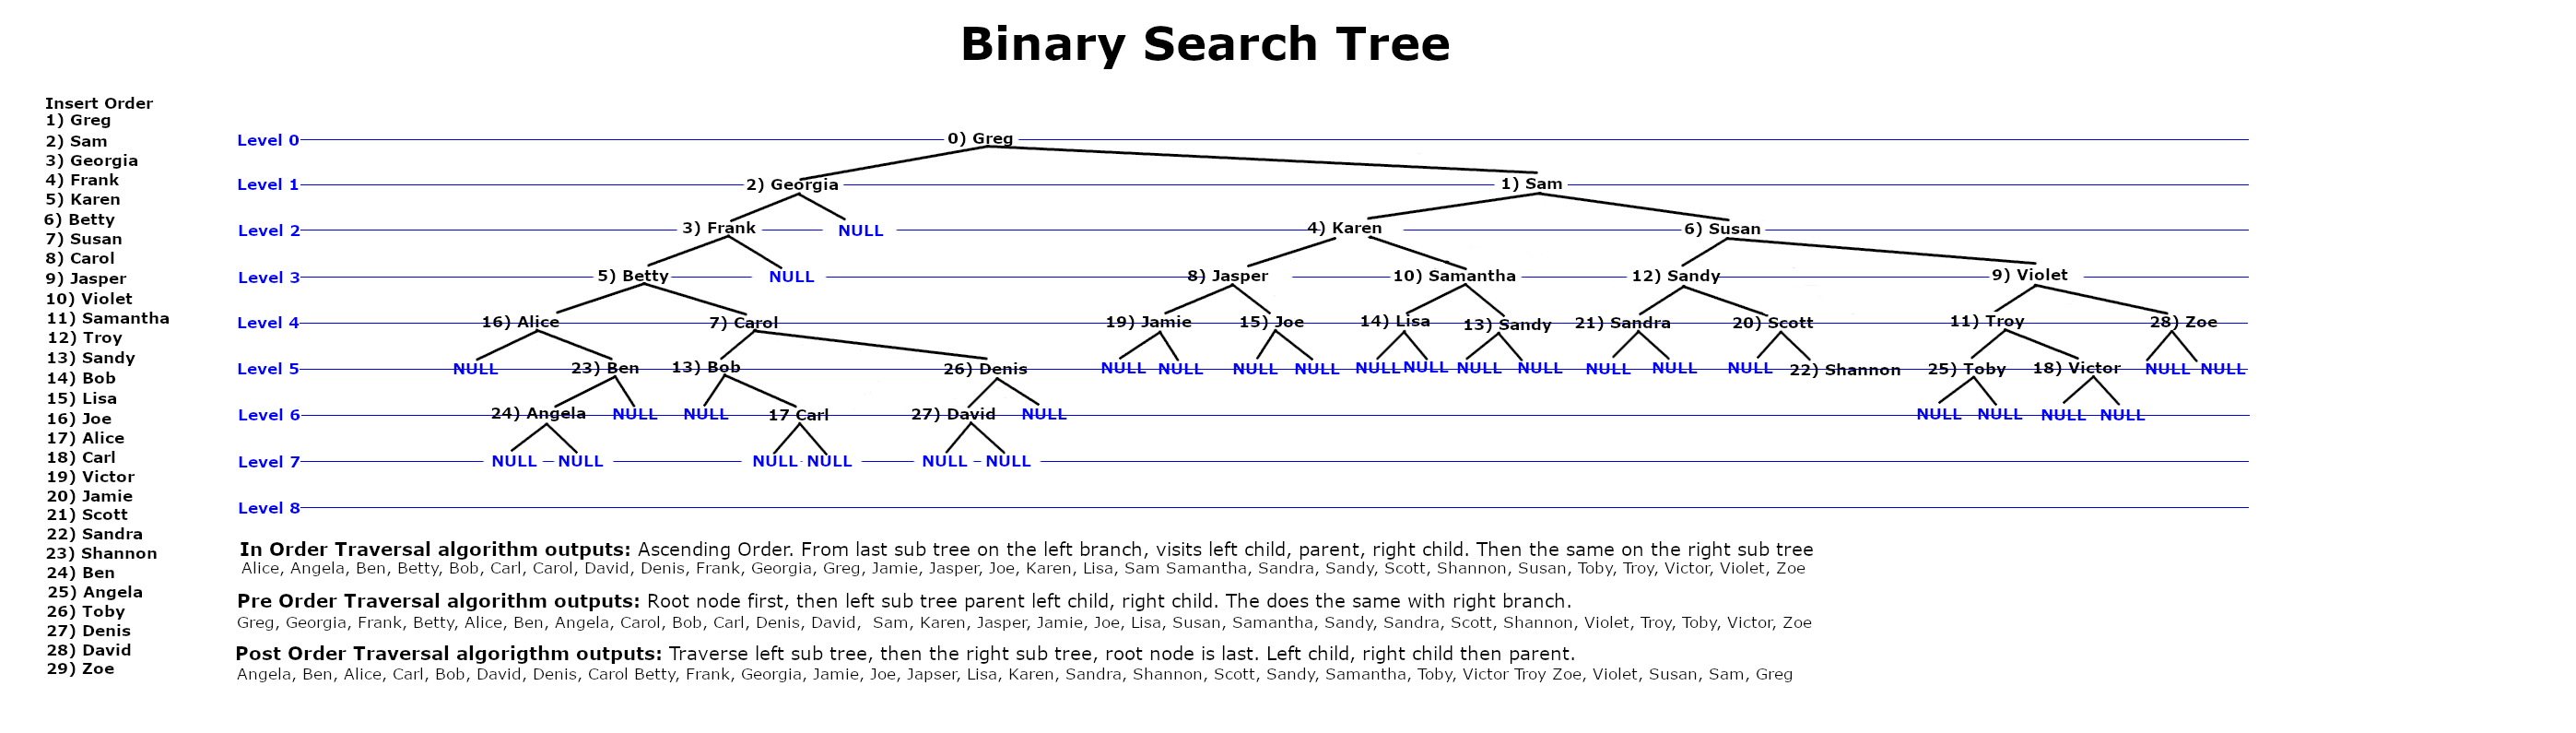 Binary Search Tree
Insert Order
1) Greg
2) Sam
3) Georgia
4) Frank
5) Karen
6) Betty
7) Susan
8) Carol
9) Jasper
10) Violet
11) Samantha
12) Troy
13) Sandy
14) Bob
15) Lisa
16) Joe
17) Alice
18) Carl
19) Victor
20) Jamie
21) Scott
22) Sandra
23) Shannon
24) Ben
25) Angela
26) Toby
27) Denis
28) David
29) Zoe
Level 0 0) Greg
Level 1 2) Georgia 1) Sam
Level 2 3) Frank NULL 4) Karen 6) Susan
Level 3 5) Betty NULL 8) Jasper 10) Samantha 12) Sandy 9) Violet
Level 4 16) Alice 7) Carol 19) Jamie 15) Joe 14) Lisa 13) Sandy 21) Sandra 20) Scott 11) Troy 28) Zoe
Level 5 NULL 23) Ben 13) Bob 26) Denis NULL NULL NULL NULL NULL NULL NULL NULL NULL NULL NULL 22) Shannon 25) Toby 18) Victor NULL NULL
Level 6 24) Angela NULL NULL 17 Carl 27) David NULL NULL NULL NULL NULL
Level 7 NULL NULL NULL NULL NULL NULL
Level 8
In Order Traversal algorithm outputs: Ascending Order. From last sub tree on the left branch, visits left child, parent, right child. Then the same on the right sub tree
Alice, Angela, Ben, Betty, Bob, Carl, Carol, David, Denis, Frank, Georgia, Greg, Jamie, Jasper, Joe, Karen, Lisa, Sam Samantha, Sandra, Sandy, Scott, Shannon, Susan, Toby, Troy, Victor, Violet, Zoe
Pre Order Traversal algorithm outputs: Root node first, then left sub tree parent left child, right child. The does the same with right branch.
Greg, Georgia, Frank, Betty, Alice, Ben, Angela, Carol, Bob, Carl, Denis, David, Sam, Karen, Jasper, Jamie, Joe, Lisa, Susan, Samantha, Sandy, Sandra, Scott, Shannon, Violet, Troy, Toby, Victor, Zoe
Post Order Traversal algorigthm outputs: Traverse left sub tree, then the right sub tree, root node is last. Left child, right child then parent.
Angela, Ben, Alice, Carl, Bob, David, Denis, Carol Betty, Frank, Georgia, Jamie, Joe, Japser, Lisa, Karen, Sandra, Shannon, Scott, Sandy, Samantha, Toby, Victor Troy Zoe, Violet, Susan, Sam, Greg